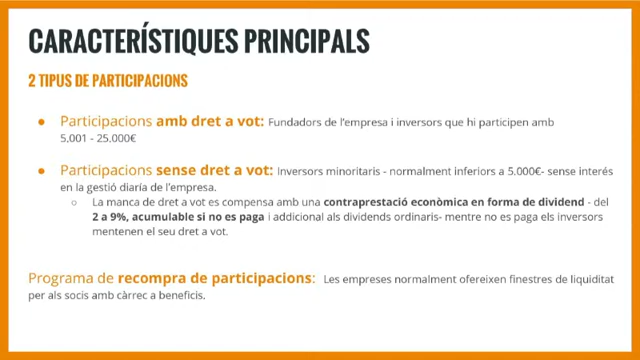 CARACTERÍSTIQUES PRINCIPALS
2 TIPUS DE PARTICIPACIONS
● Participacions amb dret a vot: Fundadors de l'empresa i inversors que hi participen amb
5,001 - 25.000€
● Participacions sense dret a vot: Inversors minoritaris - normalment inferiors a 5.000€- sense interés
en la gestió diaría de l'empresa.
○ La manca de dret a vot es compensa amb una contraprestació econòmica en forma de dividend - del
2 a 9%, acumulable si no es paga i addicional als dividends ordinaris- mentre no es paga els inversors
mentenen el seu dret a vot.
Programa de recompra de participacions: Les empreses normalment ofereixen finestres de liquiditat
per als socis amb càrrec a beneficis.